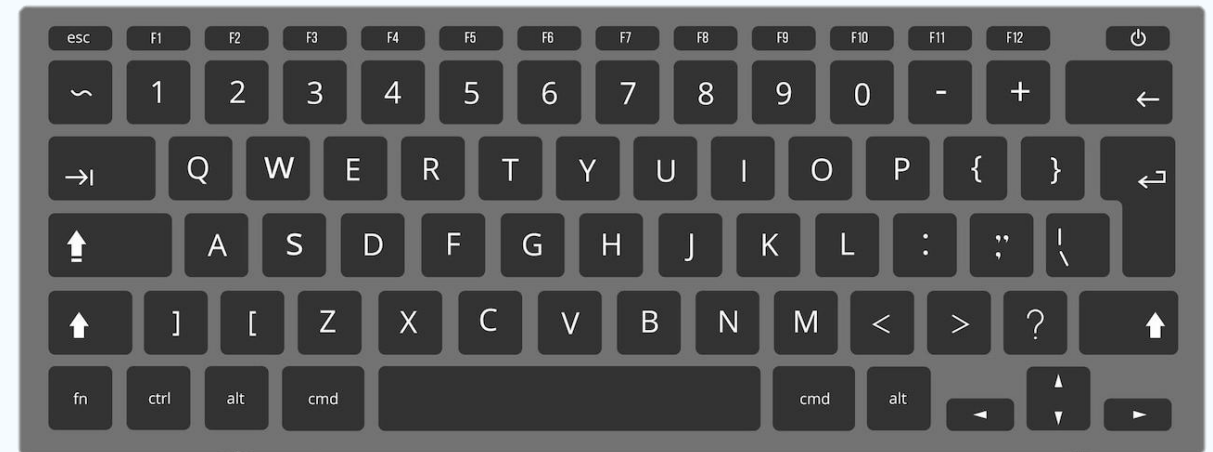 esc F1 F2 F3 F4 F5 F6 F7 F8 F9 F10 F11 F12
∽ 1 2 3 4 5 6 7 8 9 0 - + ←
→I Q W E R T Y U I O P { } ↵
A S D F G H J K L : ”; | \
] [ Z X C V B N M < > ?
fn ctrl alt cmd cmd alt ◄ ▲ ▼ ►